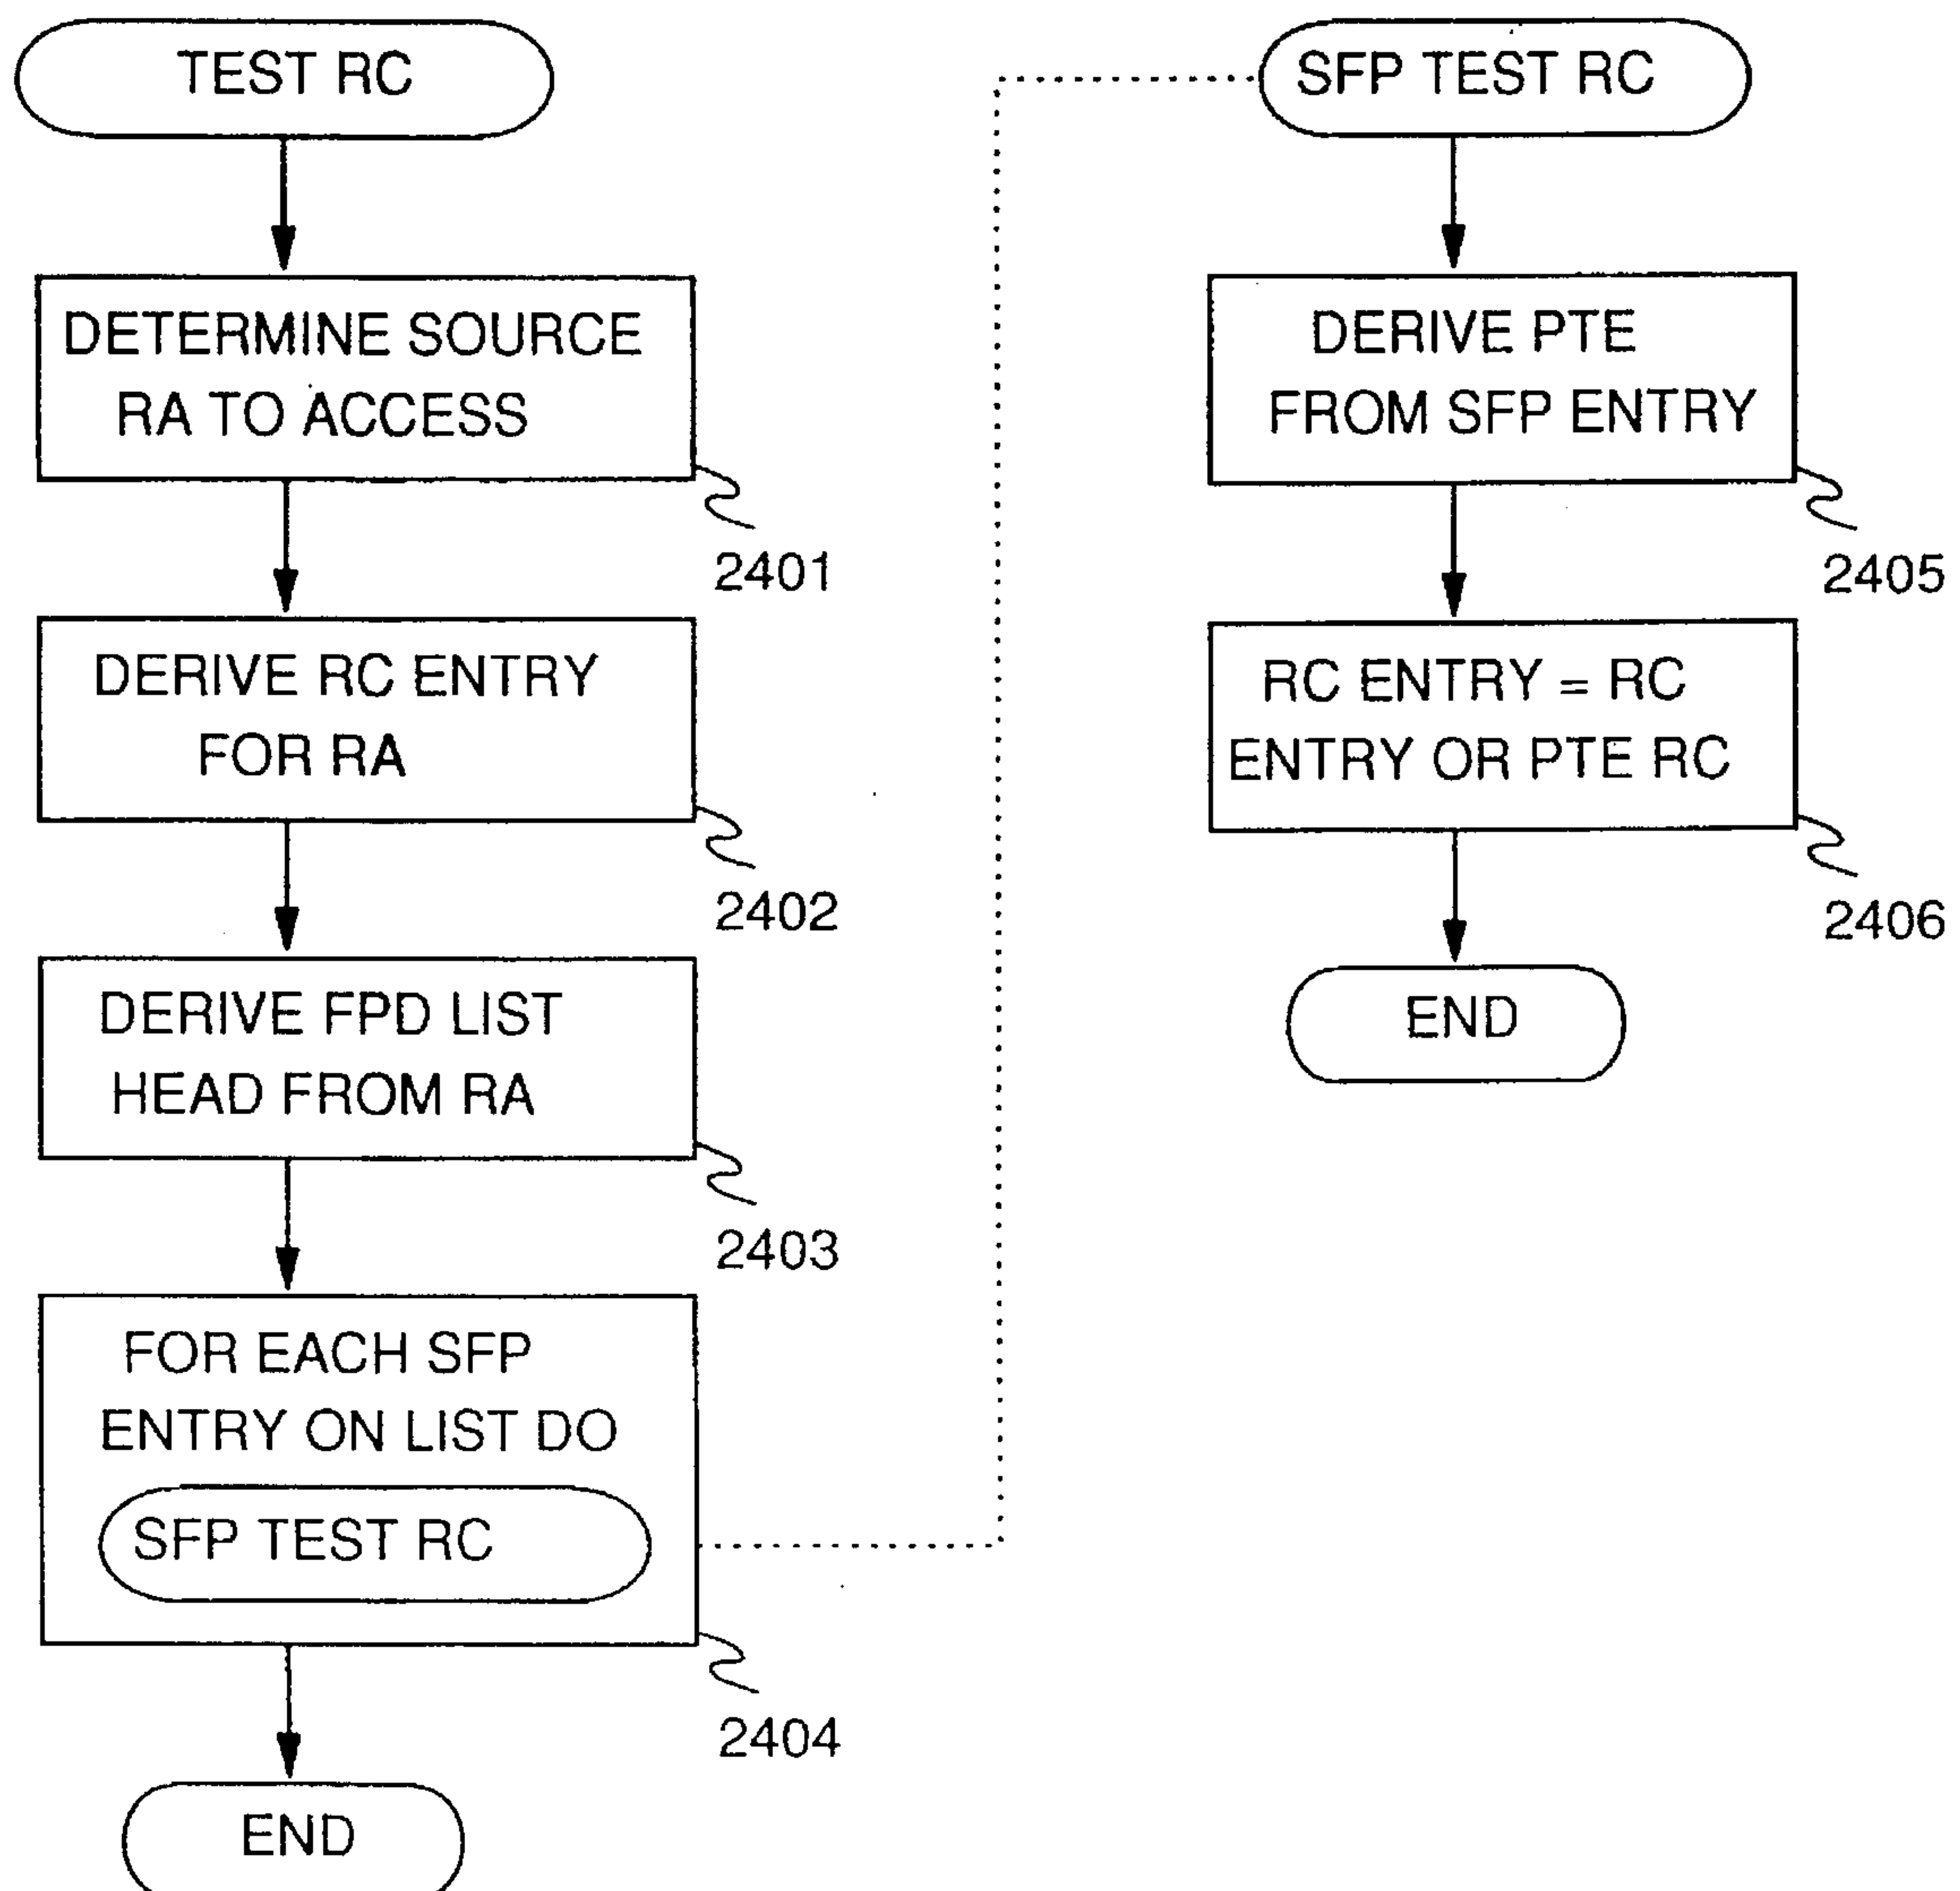 TEST RC
DETERMINE SOURCE
RA TO ACCESS
2401
DERIVE RC ENTRY
FOR RA
2402
DERIVE FPD LIST
HEAD FROM RA
2403
FOR EACH SFP
ENTRY ON LIST DO
SFP TEST RC
2404
END
SFP TEST RC
DERIVE PTE
FROM SFP ENTRY
2405
RC ENTRY = RC
ENTRY OR PTE RC
2406
END